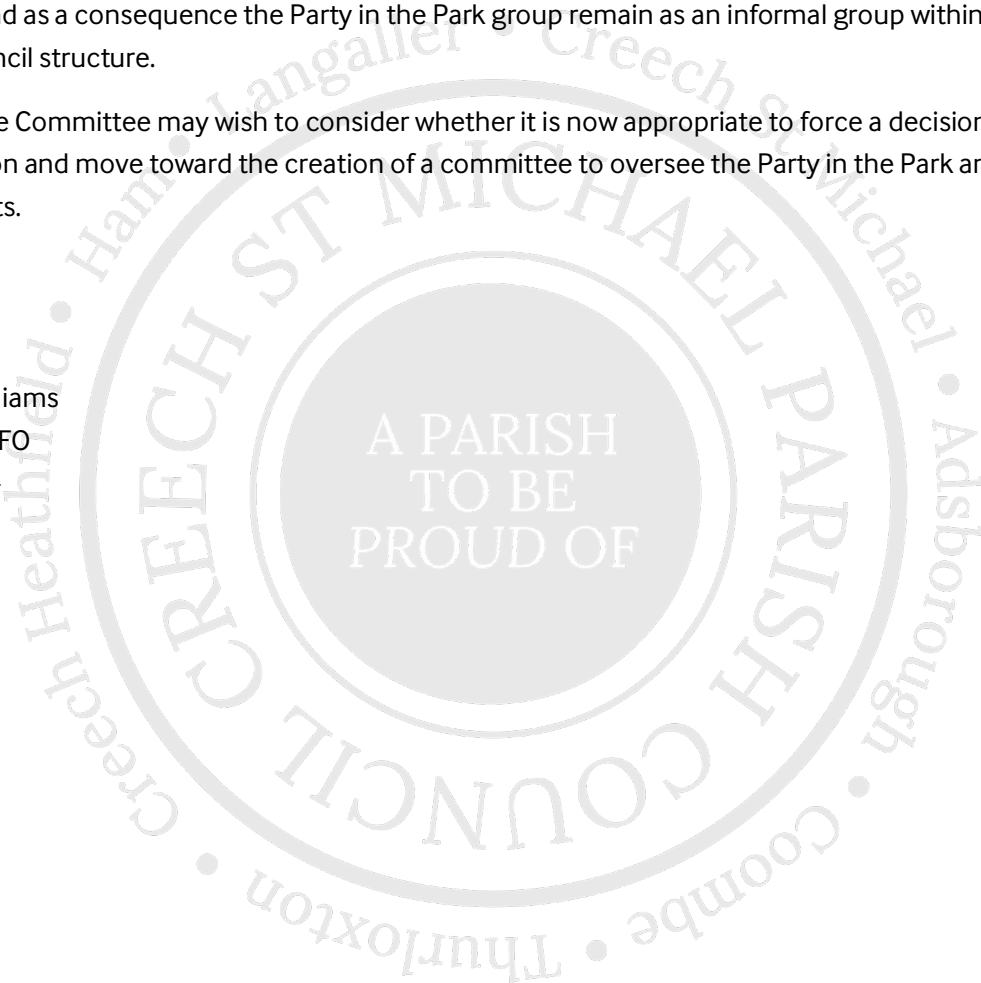 d as a consequence the Party in the Park group remain as an informal group within
cil structure.
e Committee may wish to consider whether it is now appropriate to force a decision
on and move toward the creation of a committee to oversee the Party in the Park
ts.
iams
FO
CREECH ST MICHAEL PARISH COUNCIL
A PARISH
TO BE
PROUD OF
Creech Heathfield • Ham • Langaller • Creech St Michael • Adsborough • Coombe • Thurloxton •